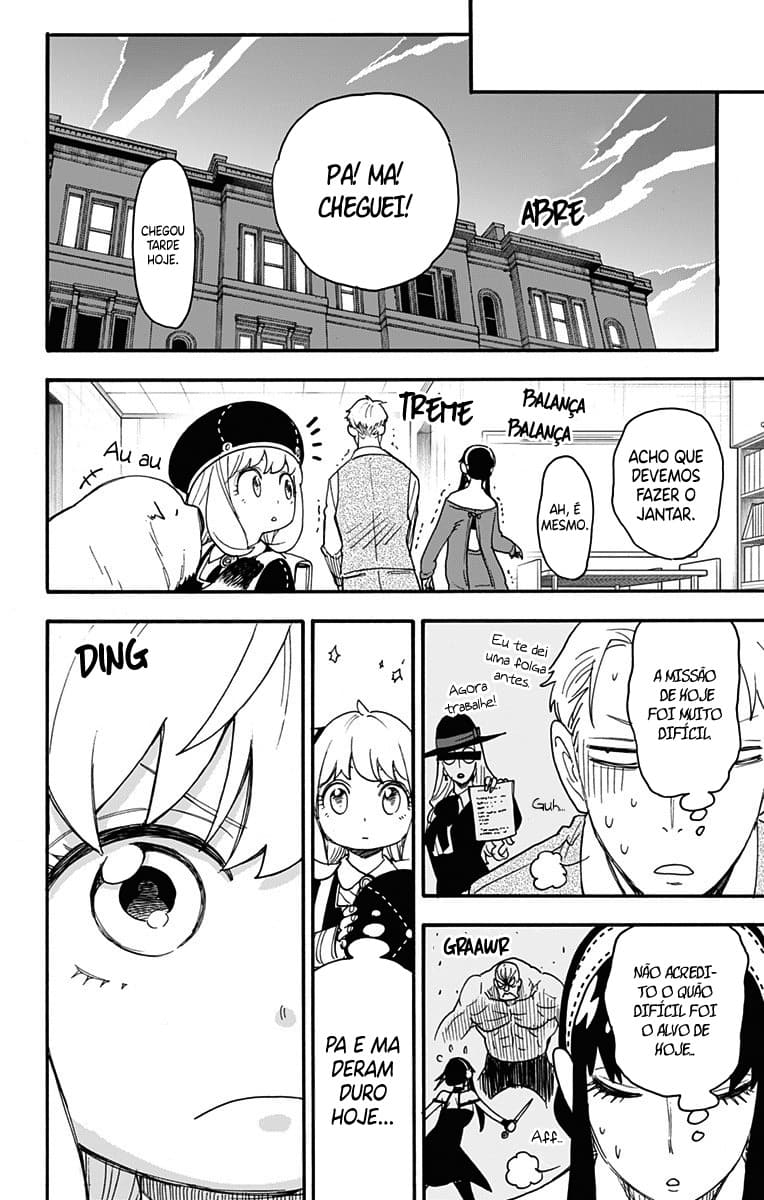 ABRE
PA! MA!
CHEGUEI!
CHEGOU
TARDE
HOJE.
ACHO QUE
DEVEMOS
FAZER O
JANTAR.
BALANÇA
BALANÇA
AH, É
MESMO.
TREME
Au au
A MISSÃO
DE HOJE
FOI MUITO
DIFÍCIL
Eu te dei
uma folga
antes.
Agora
trabalhe!
Guh...
NÃO ACREDI-
TO O QUÃO
DIFÍCIL FOI
O ALVO DE
HOJE..
GRAAWR
Aff...
PA E MA
DERAM
DURO
HOJE...
DING